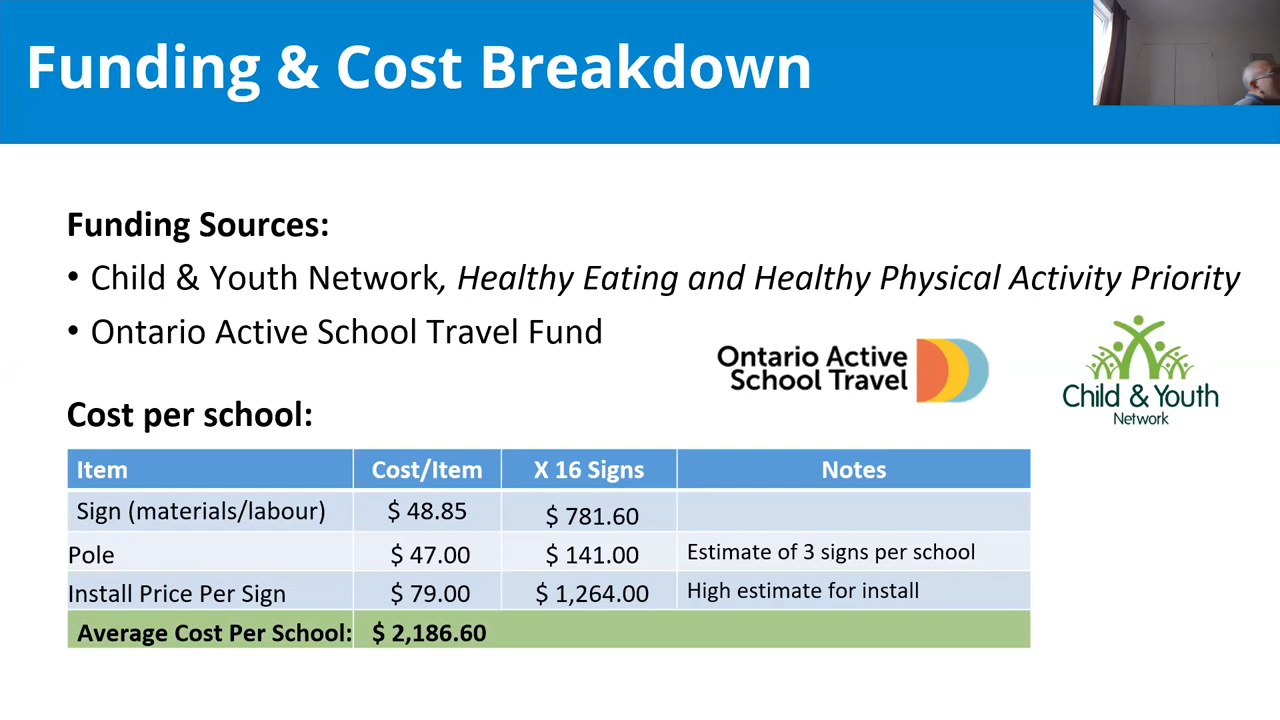 Funding & Cost Breakdown
Funding Sources:
• Child & Youth Network, Healthy Eating and Healthy Physical Activity Priority
• Ontario Active School Travel Fund
Ontario Active
School Travel
Child & Youth
Network
Cost per school:
Item Cost/Item X 16 Signs Notes
Sign (materials/labour) $ 48.85 $ 781.60
Pole $ 47.00 $ 141.00 Estimate of 3 signs per school
Install Price Per Sign $ 79.00 $ 1,264.00 High estimate for install
Average Cost Per School: $ 2,186.60